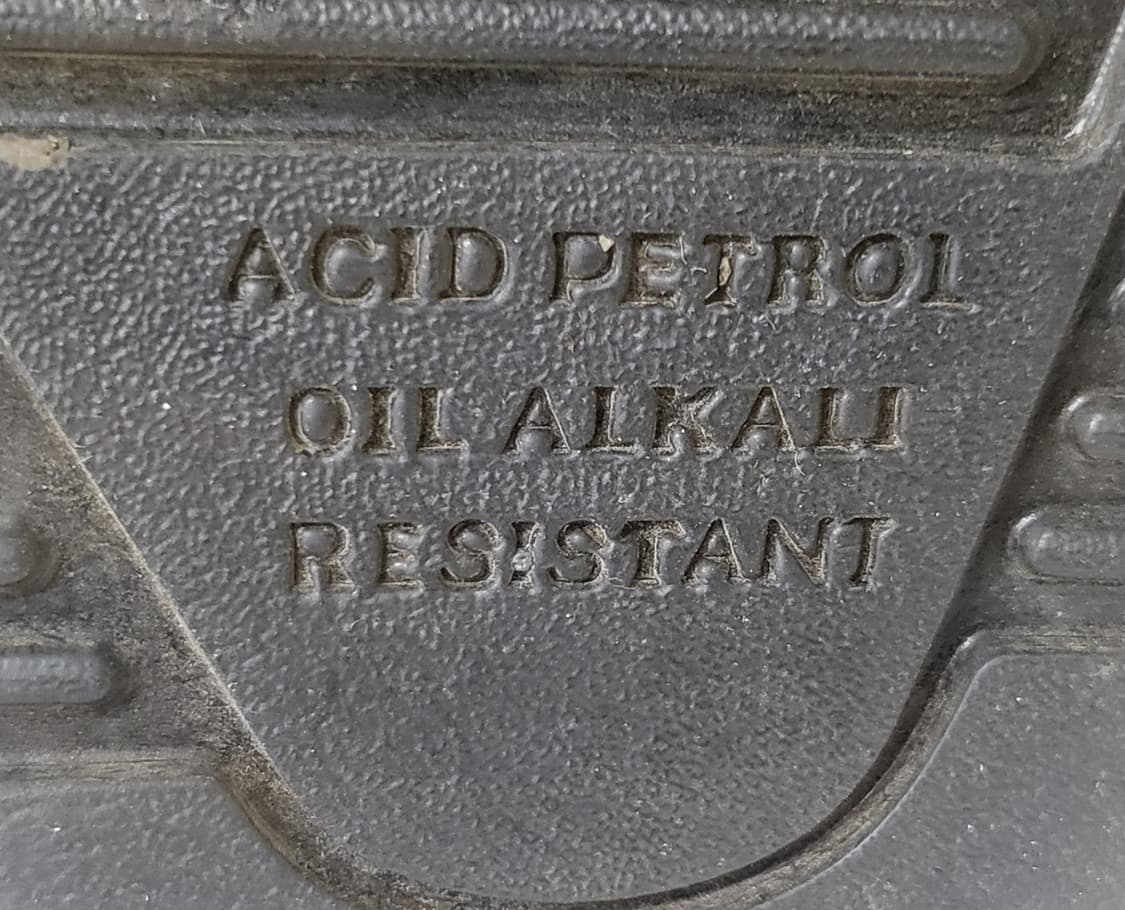 ACID PETROL
OIL ALKALI
RESISTANT